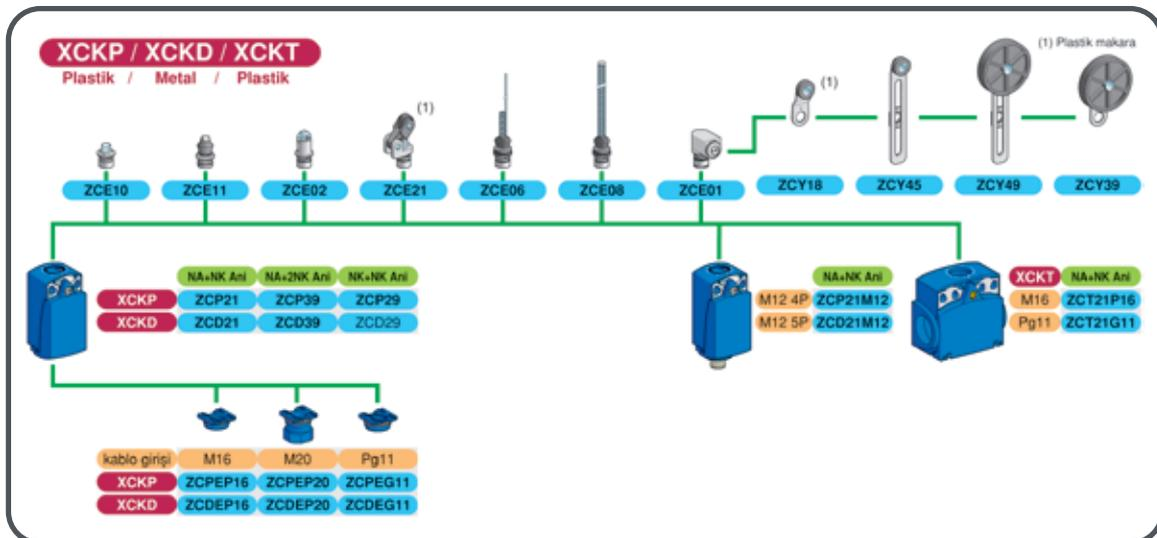 XCKP / XCKD / XCKT
Plastik / Metal / Plastik
(1) Plastik makara
(1)
(1)
ZCE10 ZCE11 ZCE02 ZCE21 ZCE06 ZCE08 ZCE01 ZCY18 ZCY45 ZCY49 ZCY39
NA+NK Ani NA+2NK Ani NK+NK Ani
XCKP ZCP21 ZCP39 ZCP29
XCKD ZCD21 ZCD39 ZCD29
NA+NK Ani
M12 4P ZCP21M12
M12 5P ZCD21M12
XCKT NA+NK Ani
M16 ZCT21P16
Pg11 ZCT21G11
kablo girişi M16 M20 Pg11
XCKP ZCPEP16 ZCPEP20 ZCPEG11
XCKD ZCDEP16 ZCDEP20 ZCDEG11